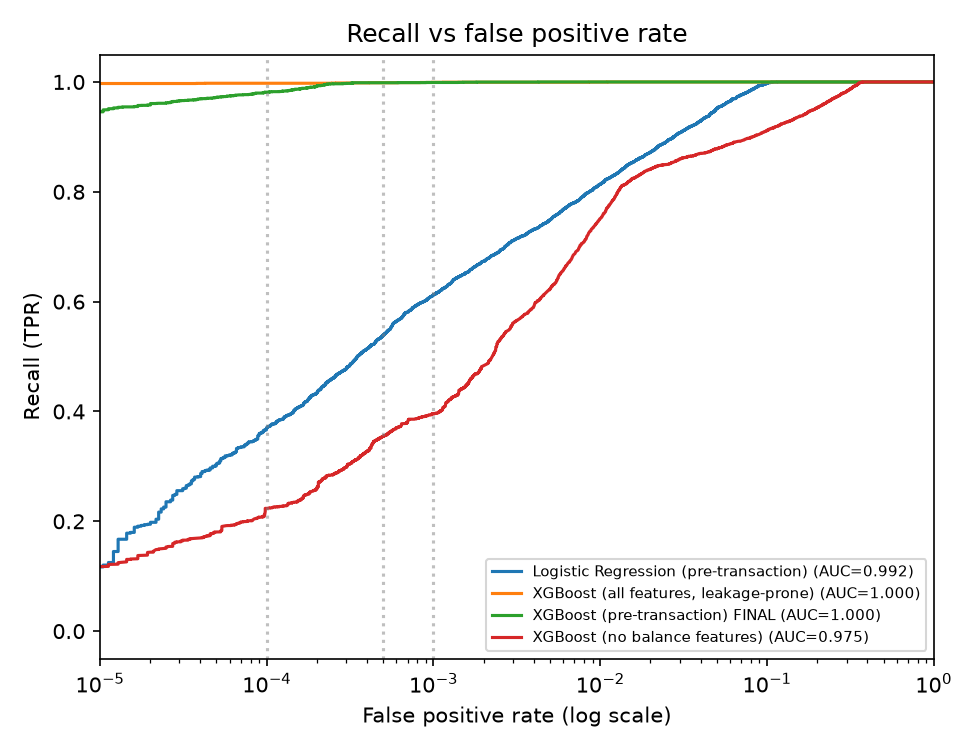 Recall vs false positive rate
1.0
0.8
0.6
0.4
0.2
0.0
Recall (TPR)
Logistic Regression (pre-transaction) (AUC=0.992)
XGBoost (all features, leakage-prone) (AUC=1.000)
XGBoost (pre-transaction) FINAL (AUC=1.000)
XGBoost (no balance features) (AUC=0.975)
10⁻⁵ 10⁻⁴ 10⁻³ 10⁻² 10⁻¹ 10⁰
False positive rate (log scale)